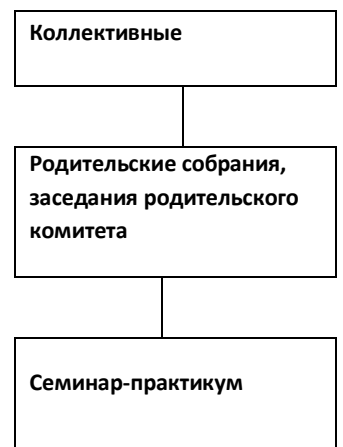 Коллективные
Родительские собрания,
заседания родительского
комитета
Семинар-практикум